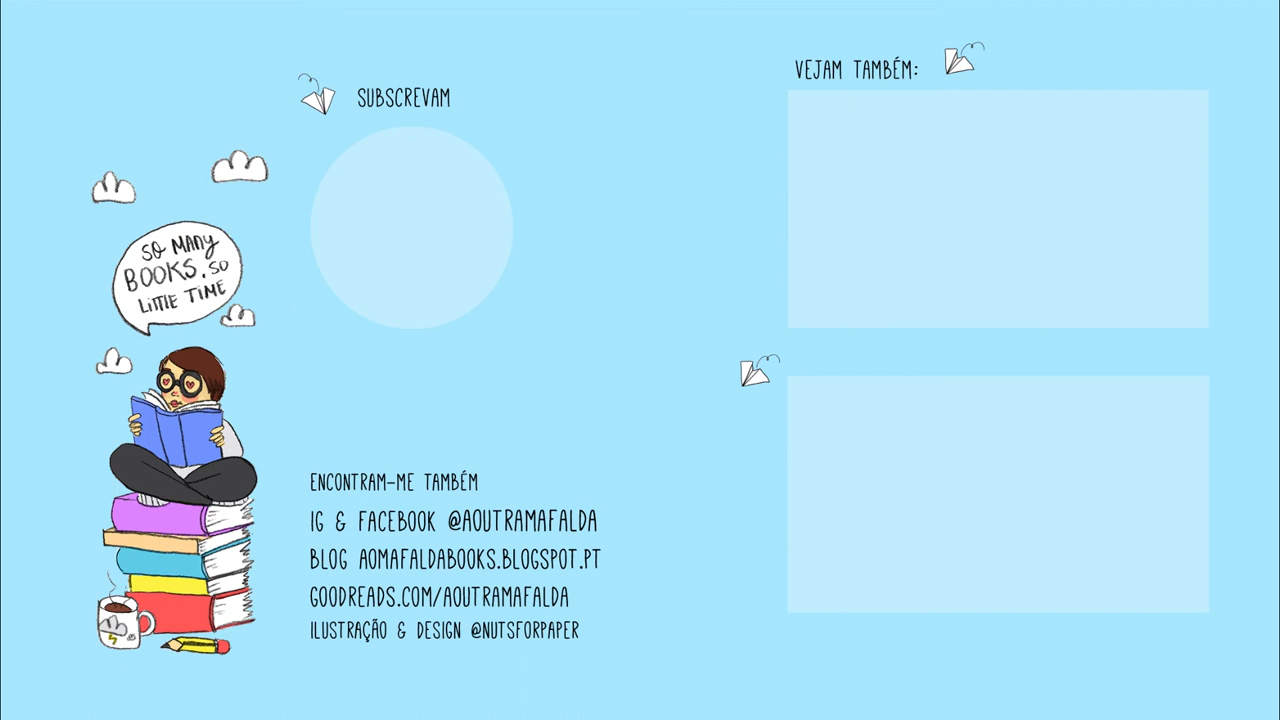 SUBSCREVAM
VEJAM TAMBÉM:
SO MANY
BOOKS, SO
LITTLE TIME
ENCONTRAM-ME TAMBÉM
IG & FACEBOOK @AOUTRAMAFALDA
BLOG AOMAFALDABOOKS.BLOGSPOT.PT
GOODREADS.COM/AOUTRAMAFALDA
ILUSTRAÇÃO & DESIGN @NUTSFORPAPER